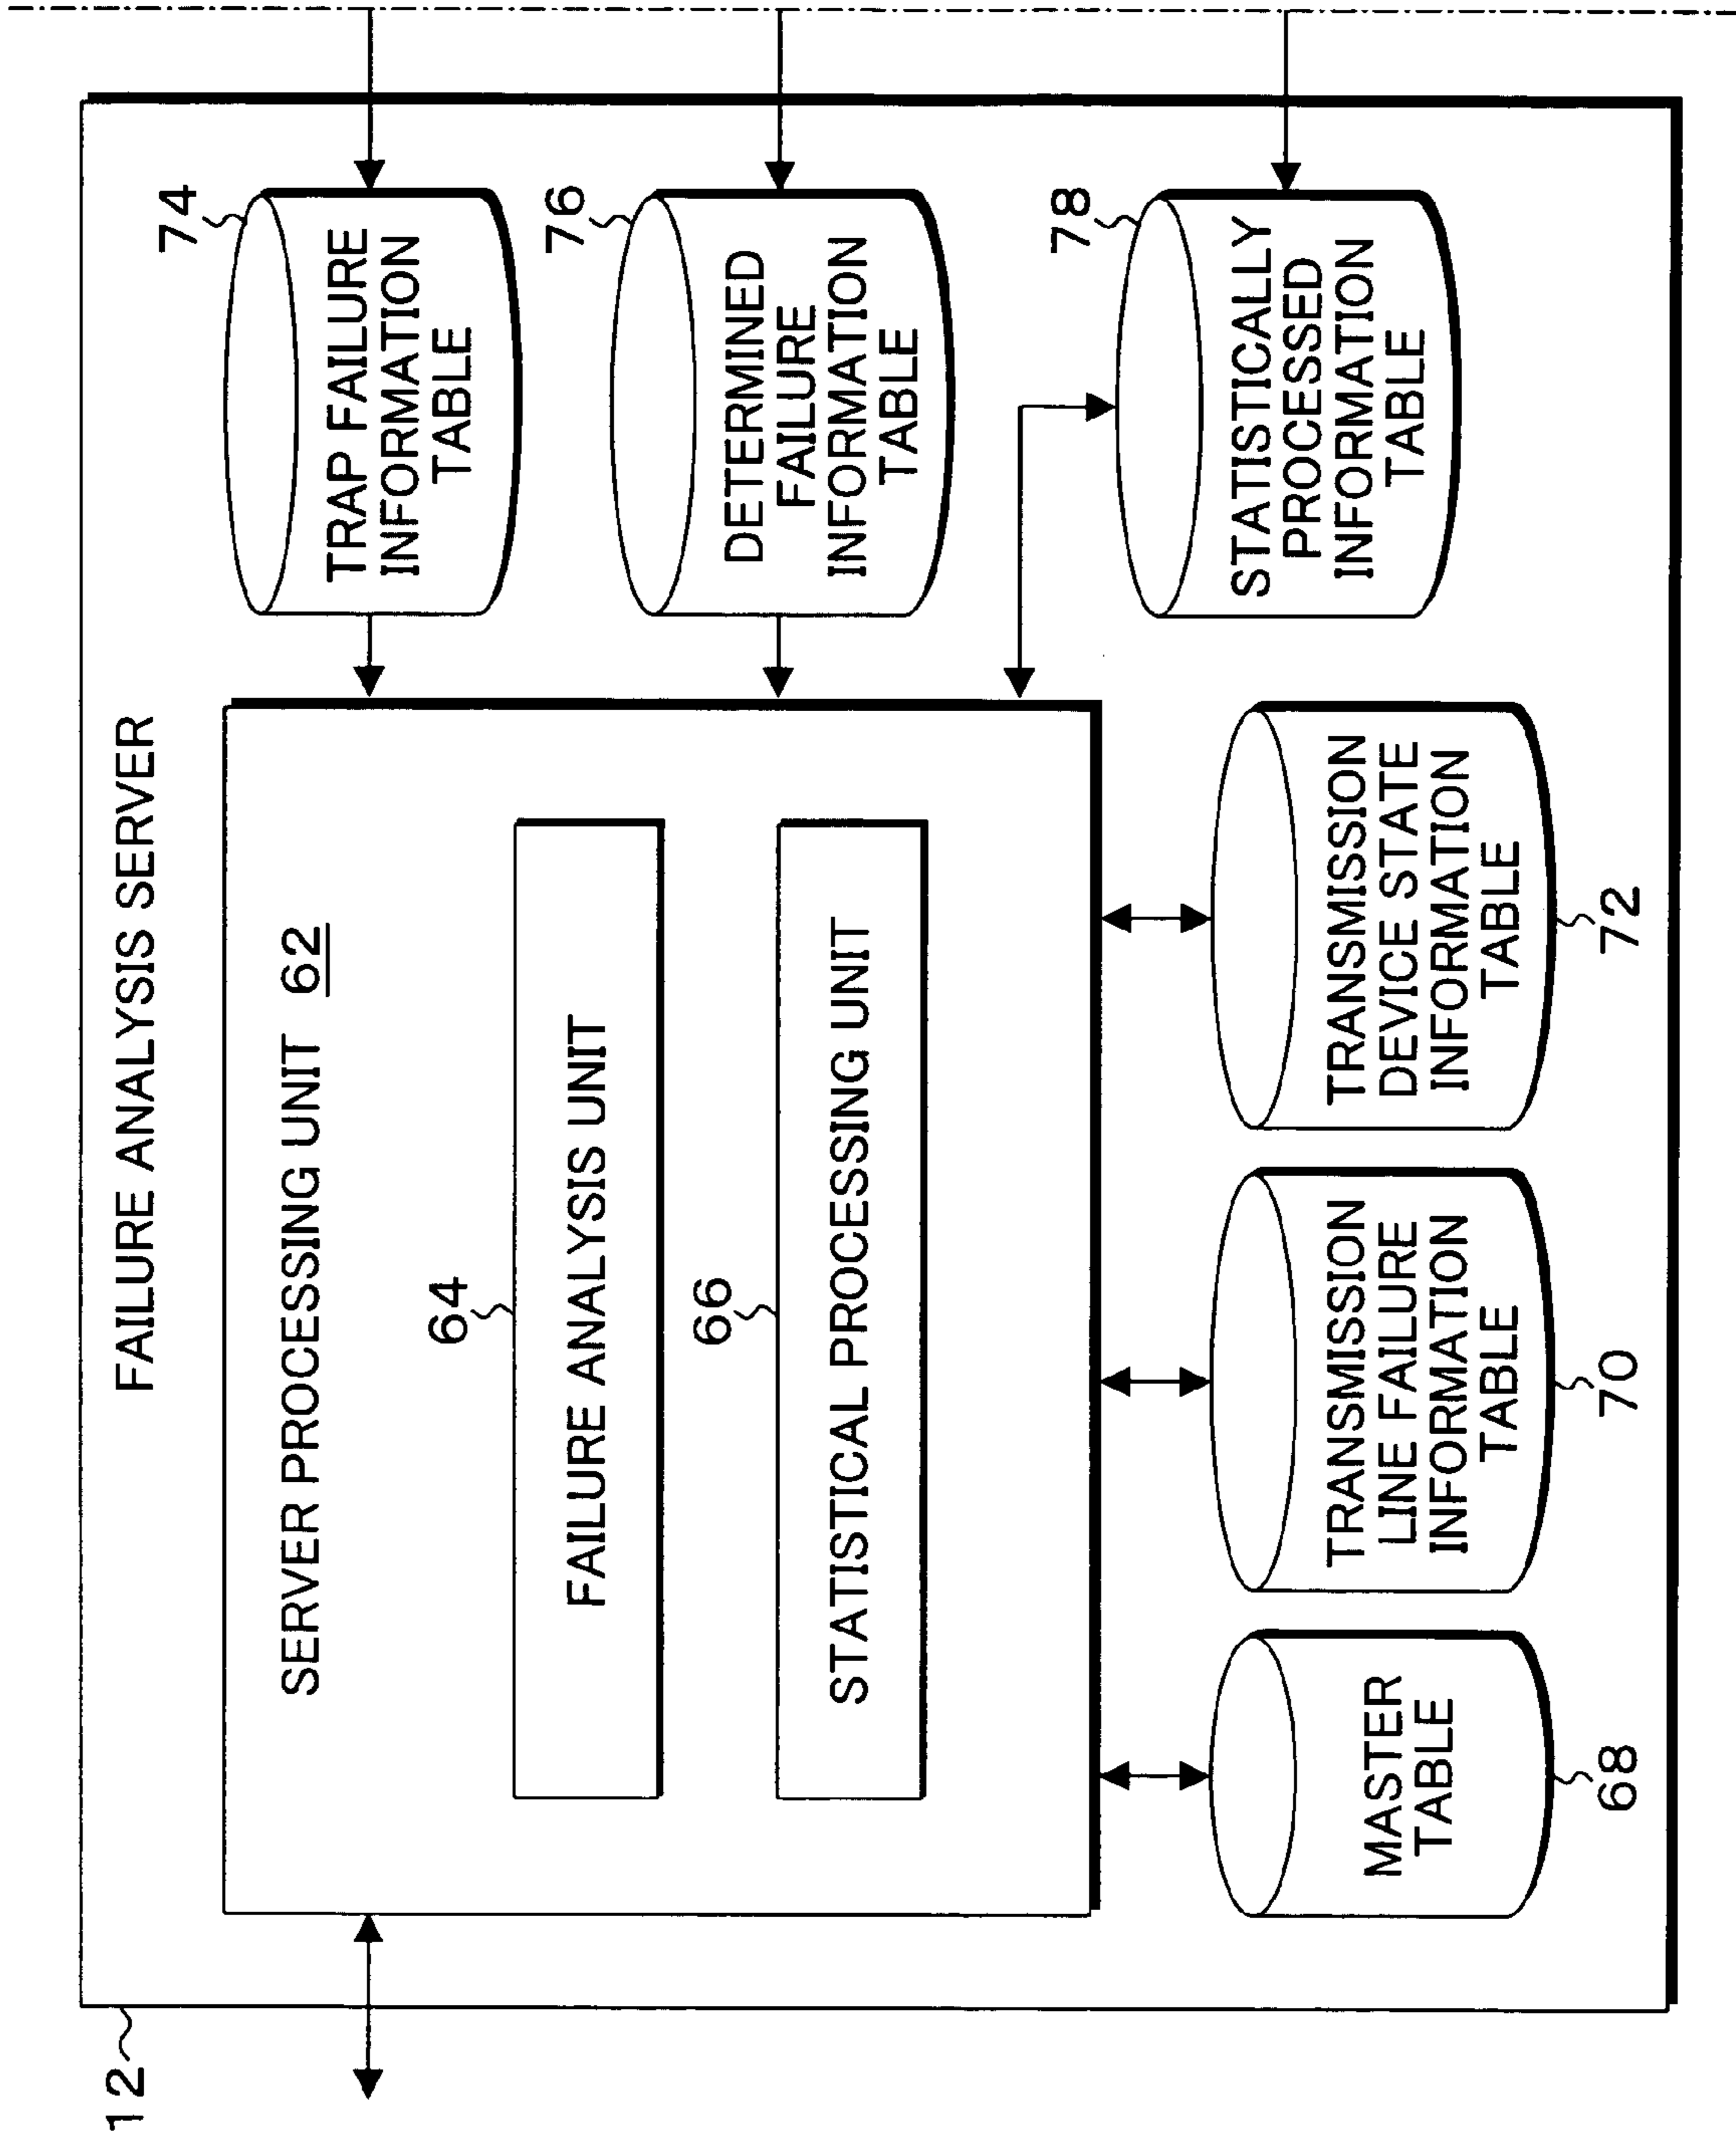 12
FAILURE ANALYSIS SERVER
SERVER PROCESSING UNIT 62
64
FAILURE ANALYSIS UNIT
66
STATISTICAL PROCESSING UNIT
74
TRAP FAILURE
INFORMATION
TABLE
76
DETERMINED
FAILURE
INFORMATION
TABLE
78
STATISTICALLY
PROCESSED
INFORMATION
TABLE
MASTER
TABLE
68
TRANSMISSION
LINE FAILURE
INFORMATION
TABLE
70
TRANSMISSION
DEVICE STATE
INFORMATION
TABLE
72